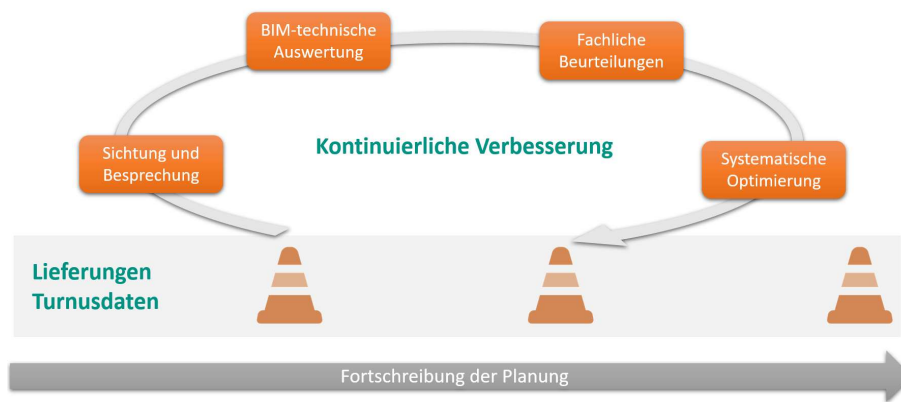 BIM-technische
Auswertung
Fachliche
Beurteilungen
Sichtung und
Besprechung
Kontinuierliche Verbesserung
Systematische
Optimierung
Lieferungen
Turnusdaten
Fortschreibung der Planung